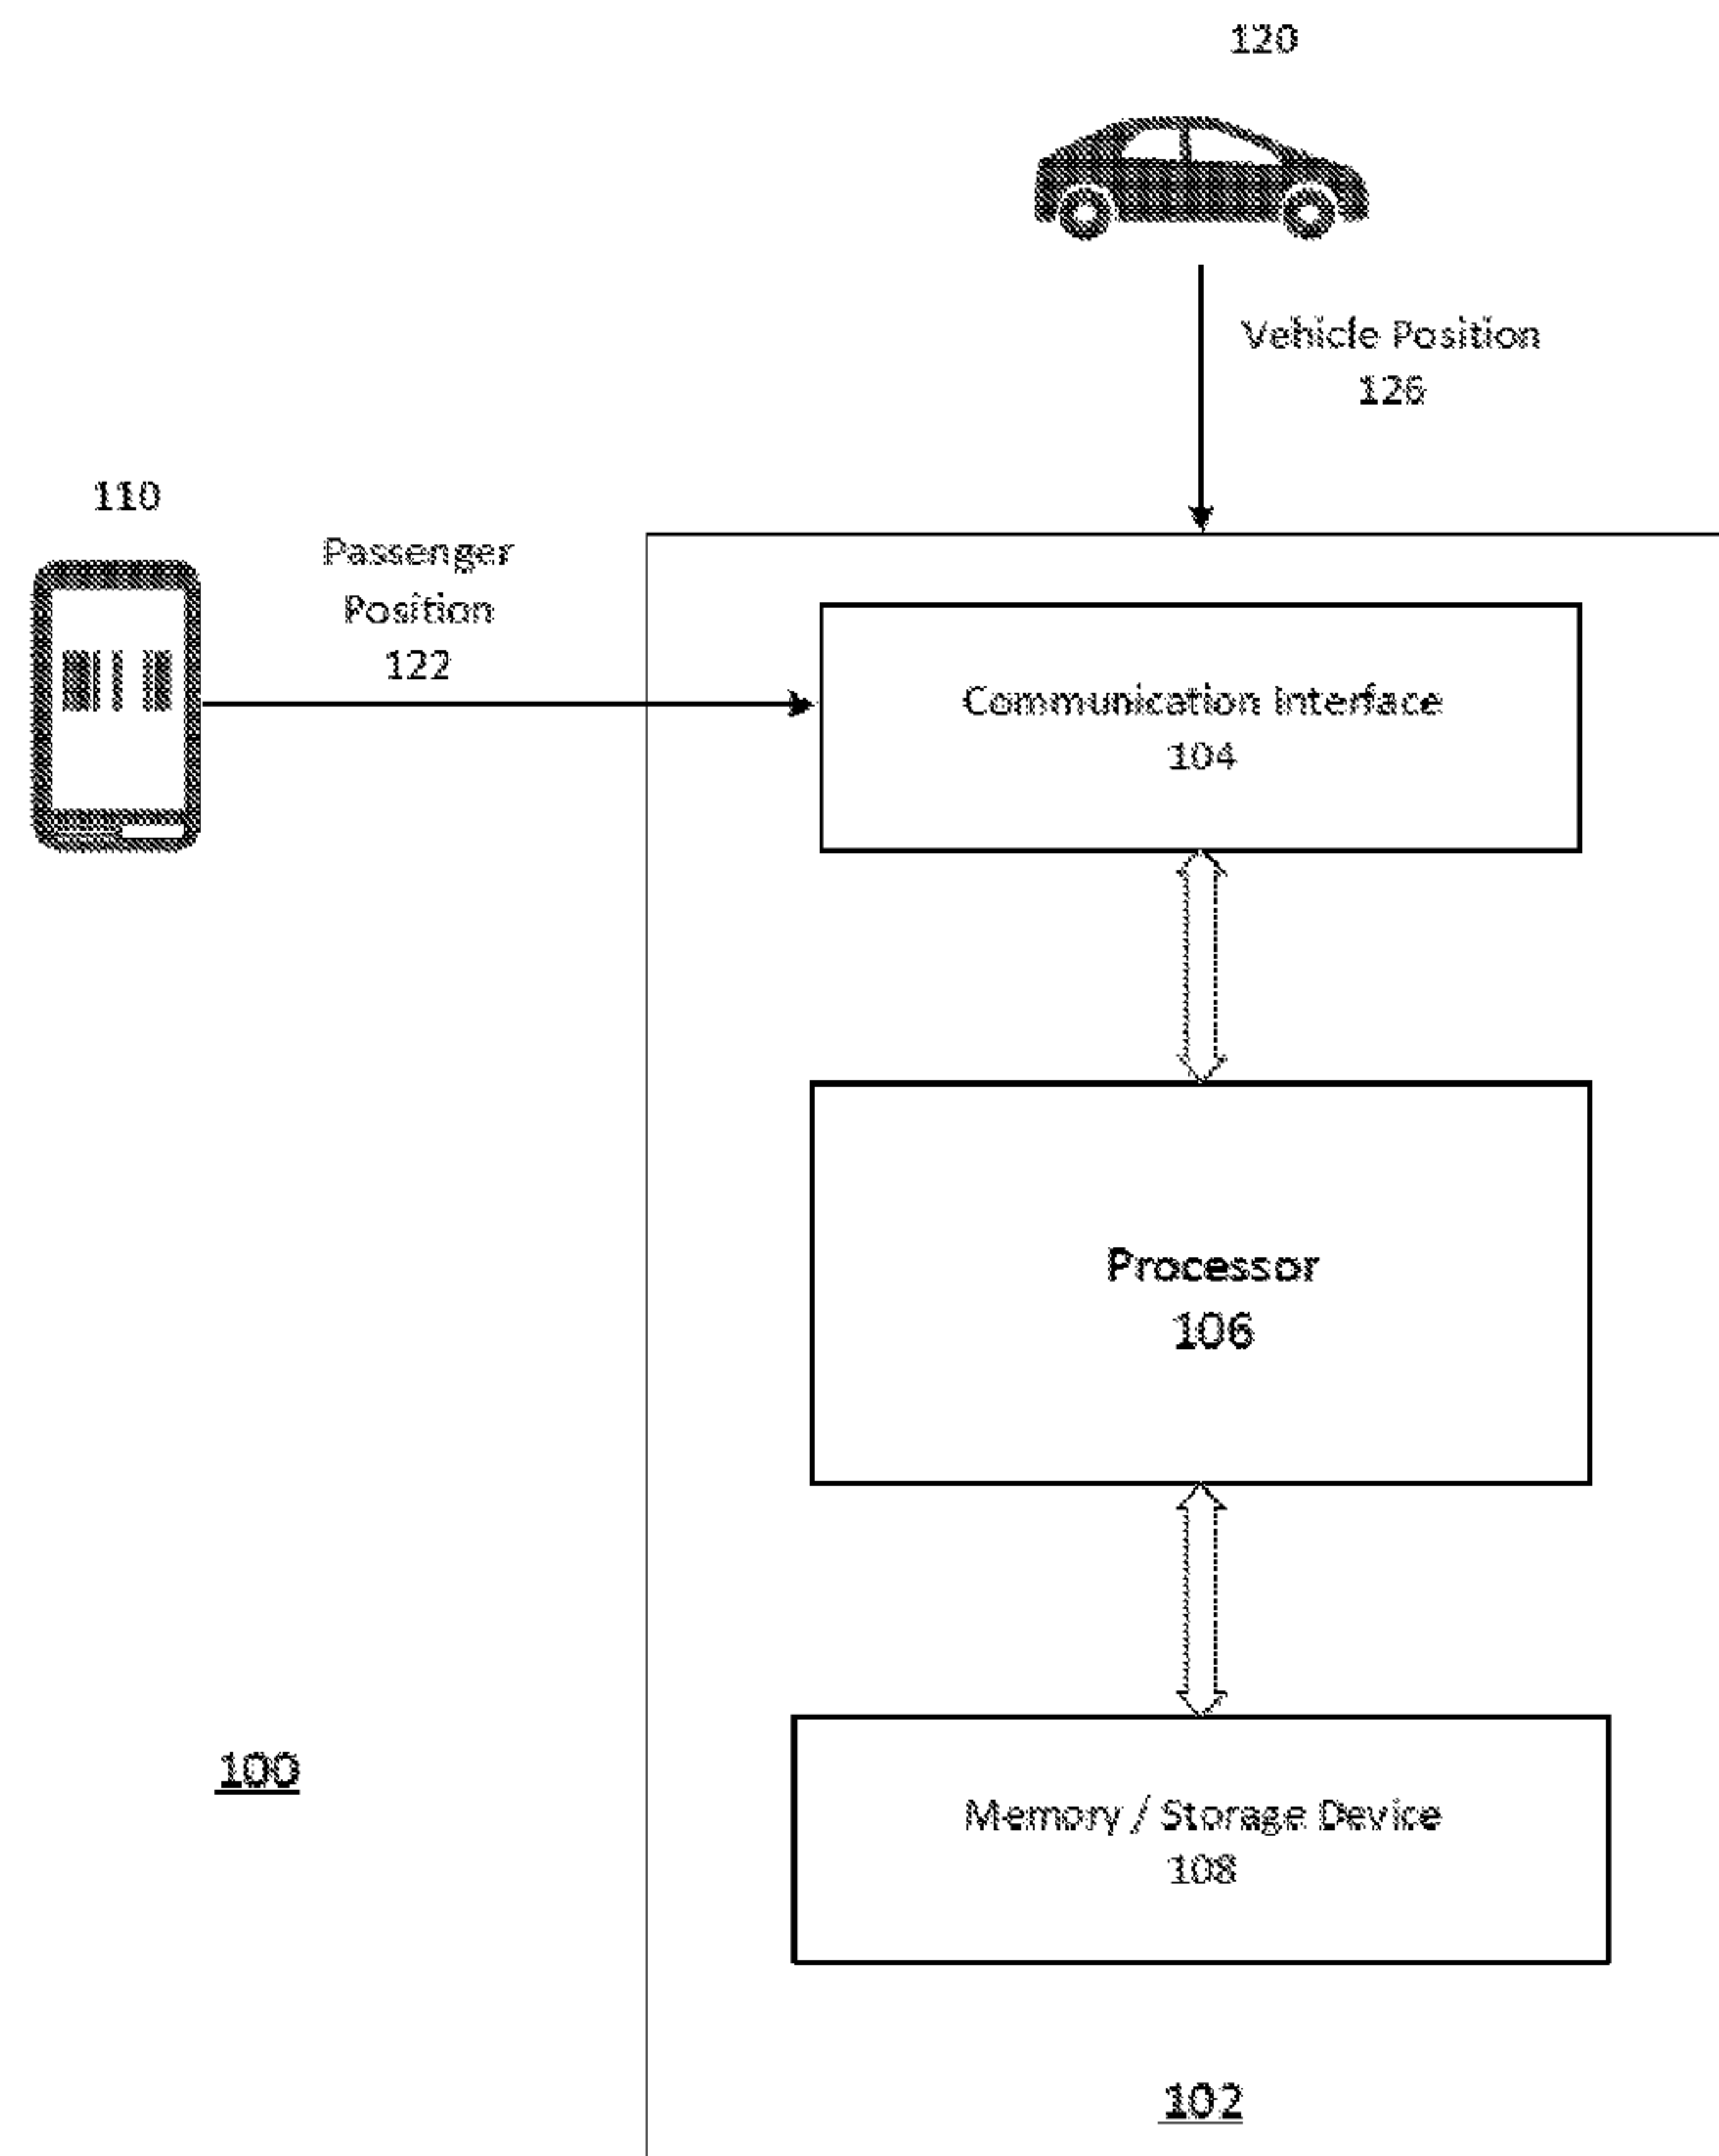 120
Vehicle Position
126
110
Passenger
Position
122
Communication Interface
104
Processor
106
100
Memory / Storage Device
108
102